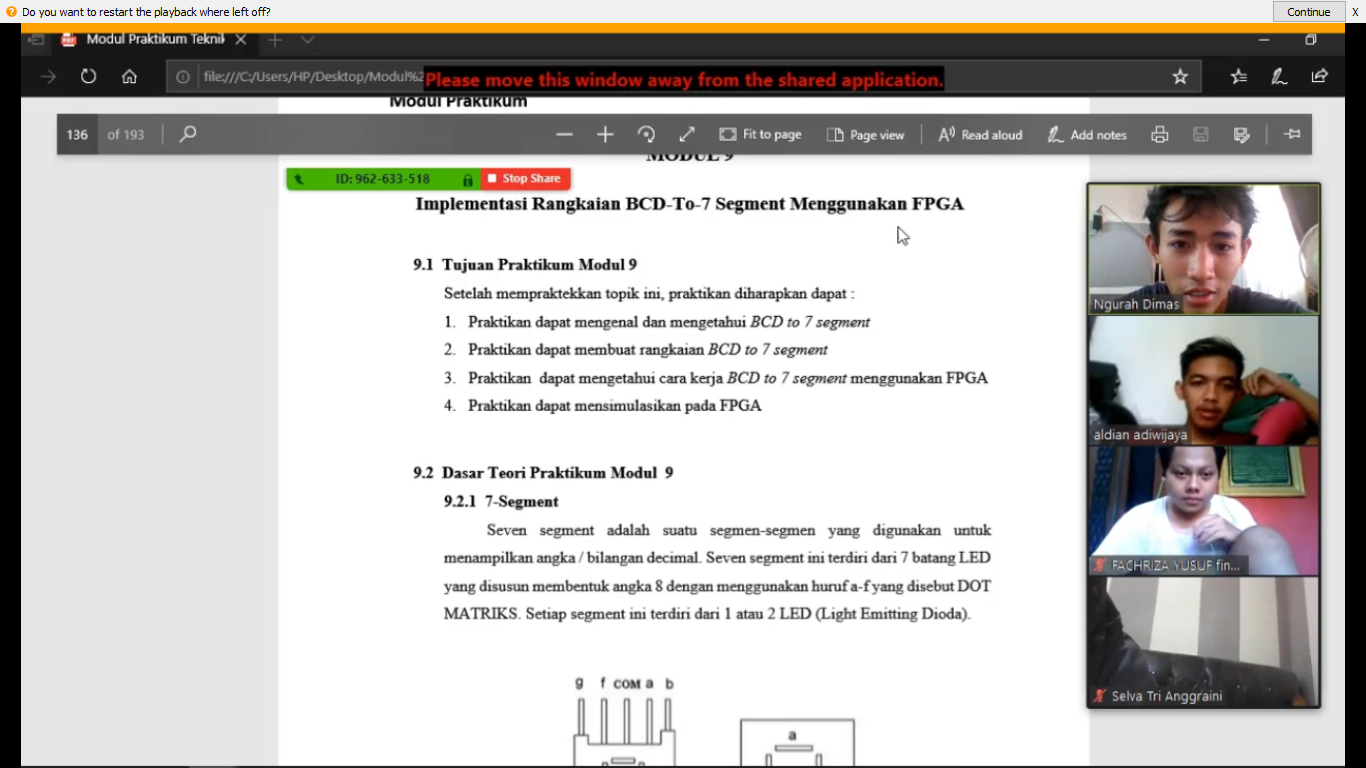 Do you want to restart the playback where left off?
Continue
X
Modul Praktikum Teknik
file:///C:/Users/HP/Desktop/Modul%2
Please move this window away from the shared application.
Modul Praktikum
136 of 193
Fit to page
Page view
Read aloud
Add notes
MODUL 9
ID: 962-633-518
Stop Share
Implementasi Rangkaian BCD-To-7 Segment Menggunakan FPGA
9.1 Tujuan Praktikum Modul 9
Setelah mempraktekkan topik ini, praktikan diharapkan dapat :
1. Praktikan dapat mengenal dan mengetahui BCD to 7 segment
2. Praktikan dapat membuat rangkaian BCD to 7 segment
3. Praktikan dapat mengetahui cara kerja BCD to 7 segment menggunakan FPGA
4. Praktikan dapat mensimulasikan pada FPGA
9.2 Dasar Teori Praktikum Modul 9
9.2.1 7-Segment
Seven segment adalah suatu segmen-segmen yang digunakan untuk
menampilkan angka / bilangan decimal. Seven segment ini terdiri dari 7 batang LED
yang disusun membentuk angka 8 dengan menggunakan huruf a-f yang disebut DOT
MATRIKS. Setiap segment ini terdiri dari 1 atau 2 LED (Light Emitting Dioda).
g f COM a b
a
Ngurah Dimas
aldian adiwijaya
FACHRIZA YUSUF fin...
Selva Tri Anggraini